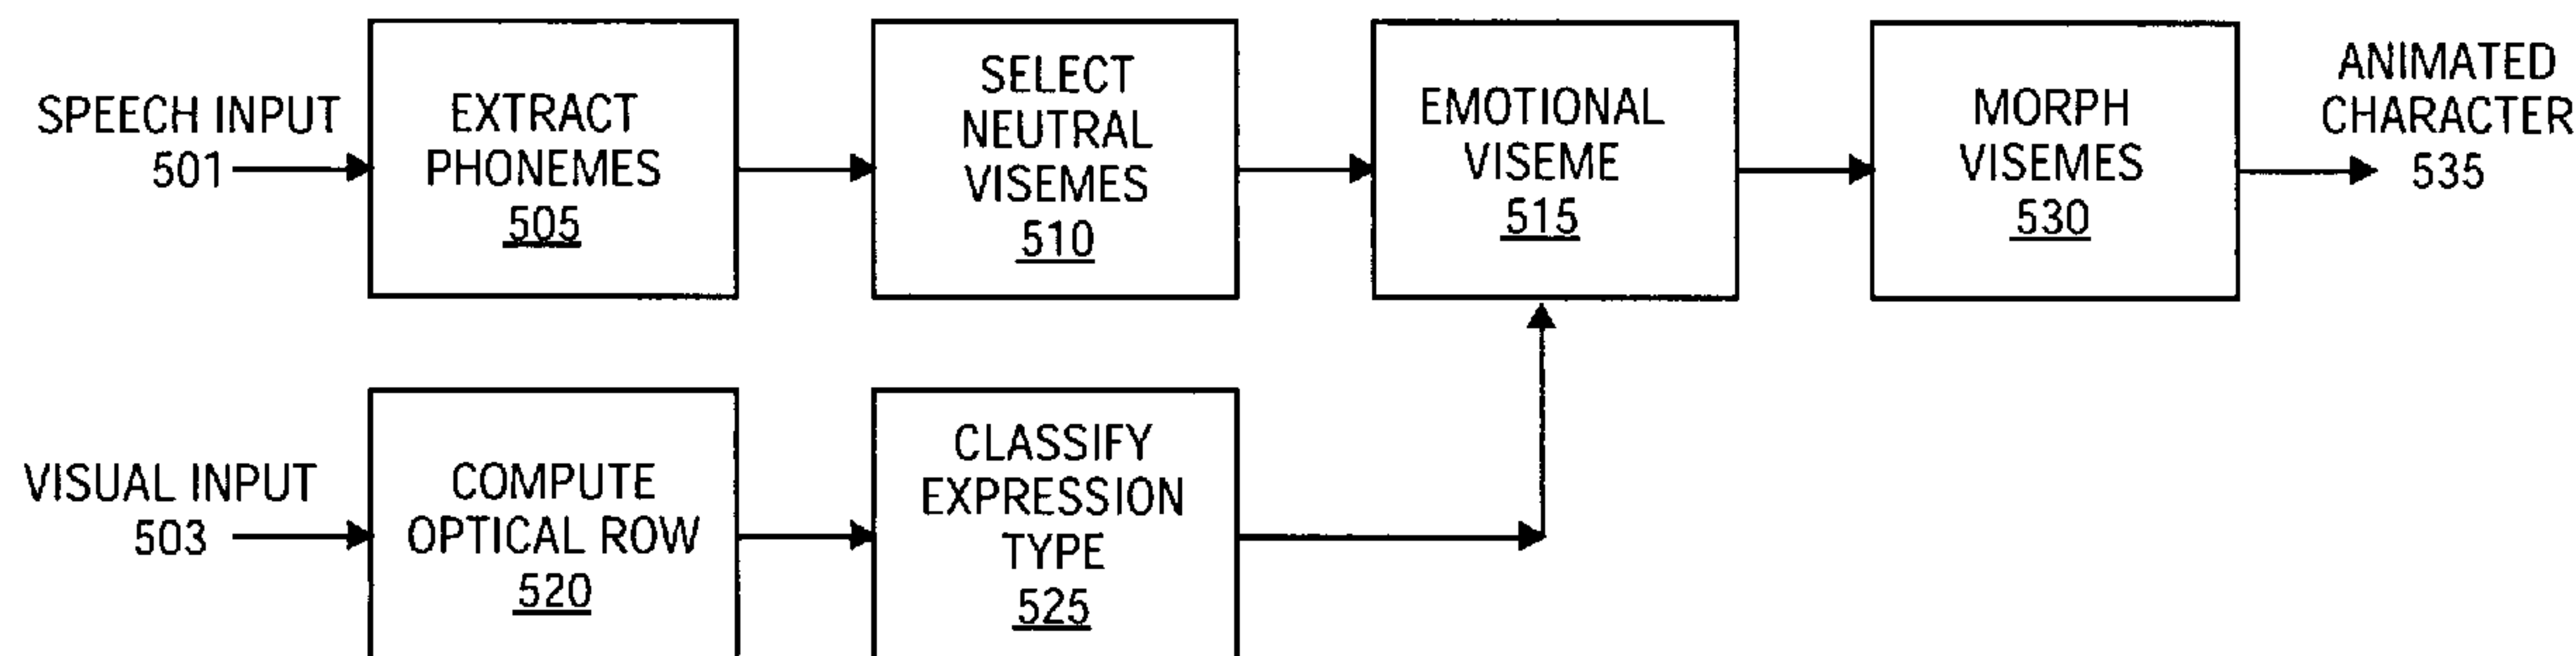 SPEECH INPUT
501
EXTRACT
PHONEMES
505
SELECT
NEUTRAL
VISEMES
510
EMOTIONAL
VISEME
515
MORPH
VISEMES
530
ANIMATED
CHARACTER
535
VISUAL INPUT
503
COMPUTE
OPTICAL ROW
520
CLASSIFY
EXPRESSION
TYPE
525